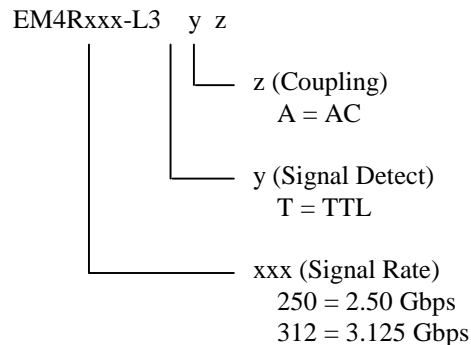 EM4Rxxx-L3 y z
z (Coupling)
A = AC
y (Signal Detect)
T = TTL
xxx (Signal Rate)
250 = 2.50 Gbps
312 = 3.125 Gbps